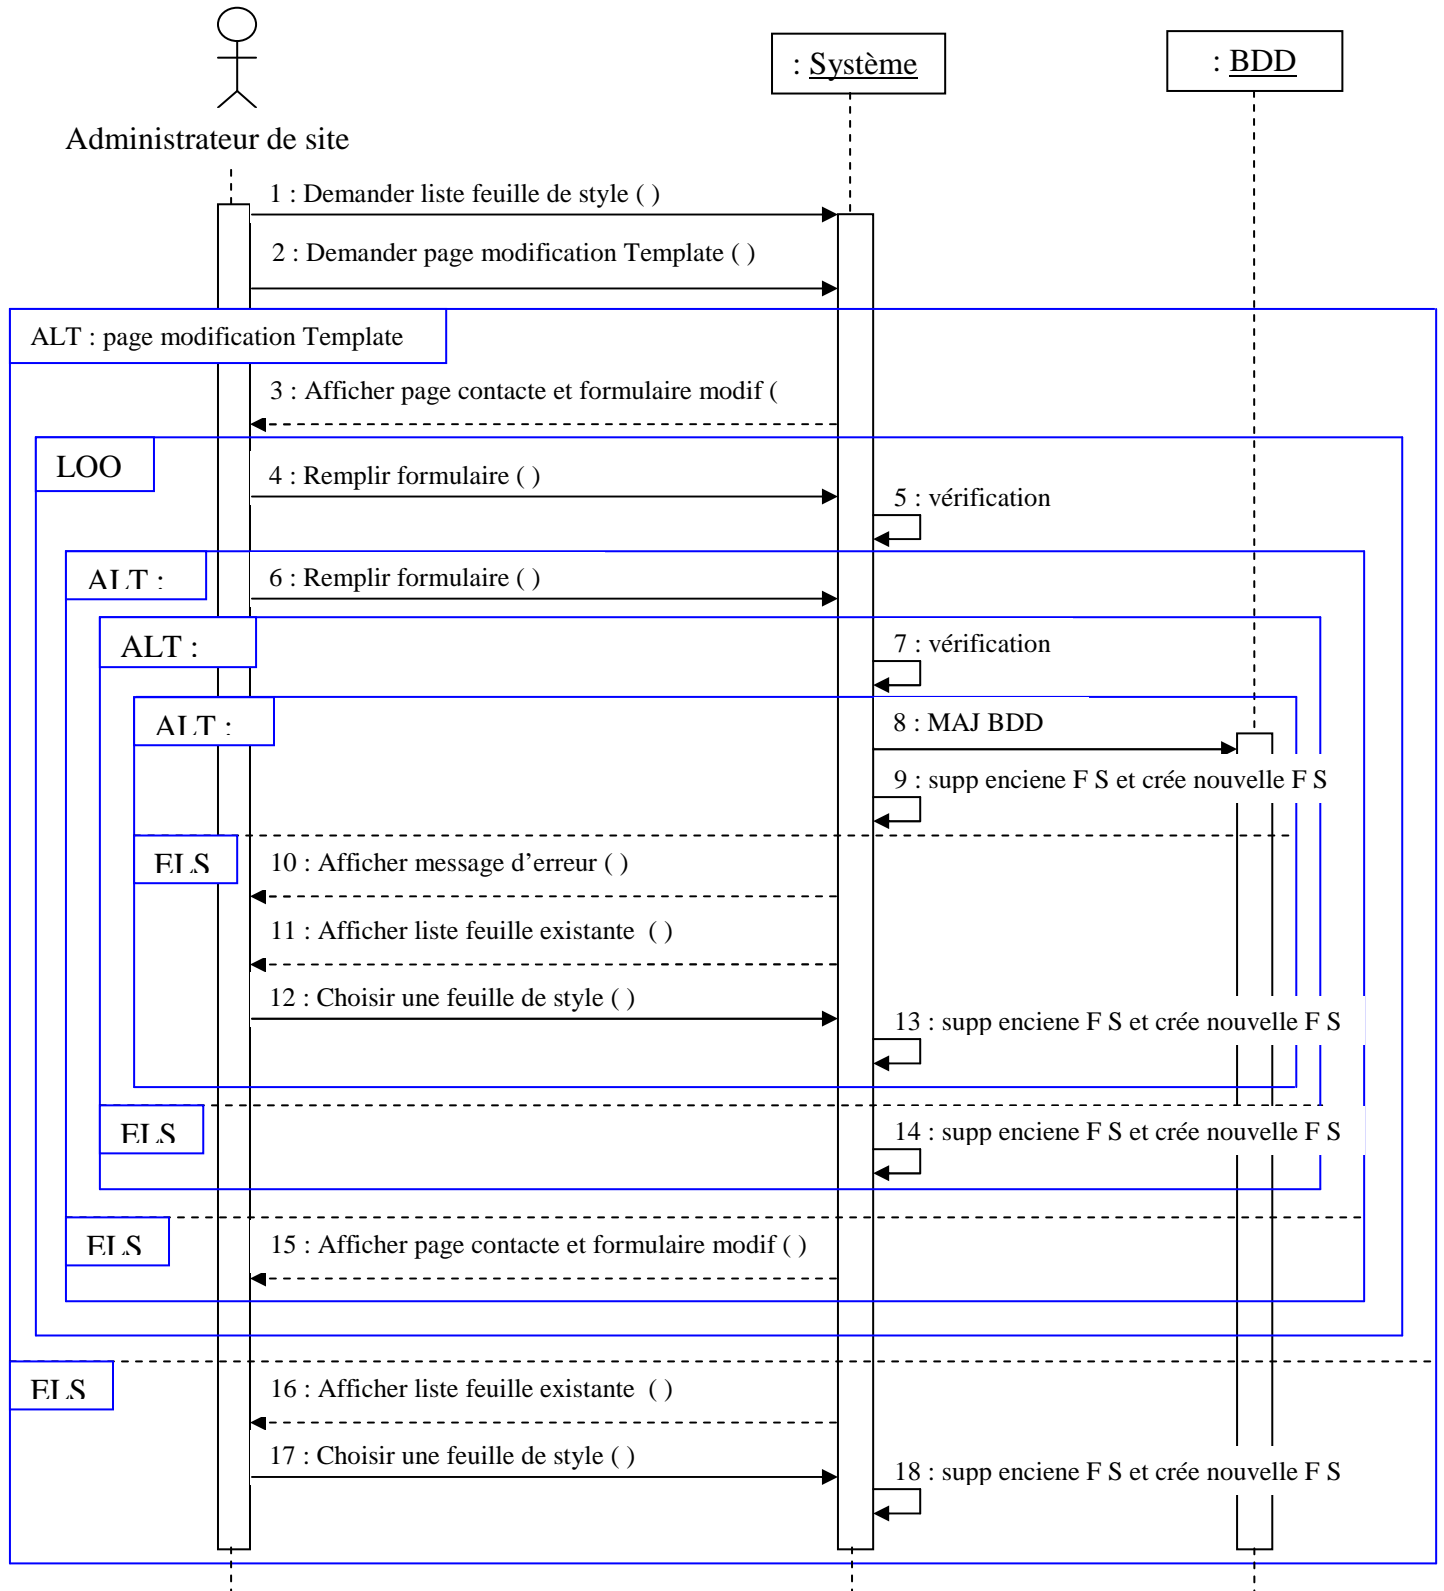 : Système
: BDD
Administrateur de site
1 : Demander liste feuille de style ( )
2 : Demander page modification Template ( )
ALT : page modification Template
3 : Afficher page contacte et formulaire modif (
LOO
4 : Remplir formulaire ( )
5 : vérification
ALT :
6 : Remplir formulaire ( )
ALT :
7 : vérification
ALT :
8 : MAJ BDD
9 : supp enciene F S et crée nouvelle F S
ELS
10 : Afficher message d’erreur ( )
11 : Afficher liste feuille existante  ( )
12 : Choisir une feuille de style ( )
13 : supp enciene F S et crée nouvelle F S
ELS
14 : supp enciene F S et crée nouvelle F S
ELS
15 : Afficher page contacte et formulaire modif ( )
ELS
16 : Afficher liste feuille existante  ( )
17 : Choisir une feuille de style ( )
18 : supp enciene F S et crée nouvelle F S